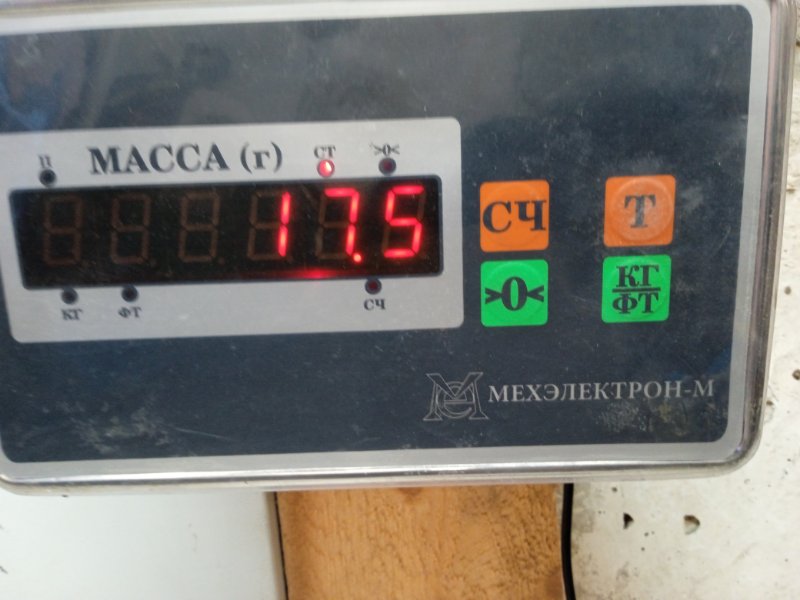 П МАССА (г) СТ >0<
17.5
КГ ФТ СЧ
СЧ Т
>0< КГ
ФТ
МЕХЭЛЕКТРОН-М